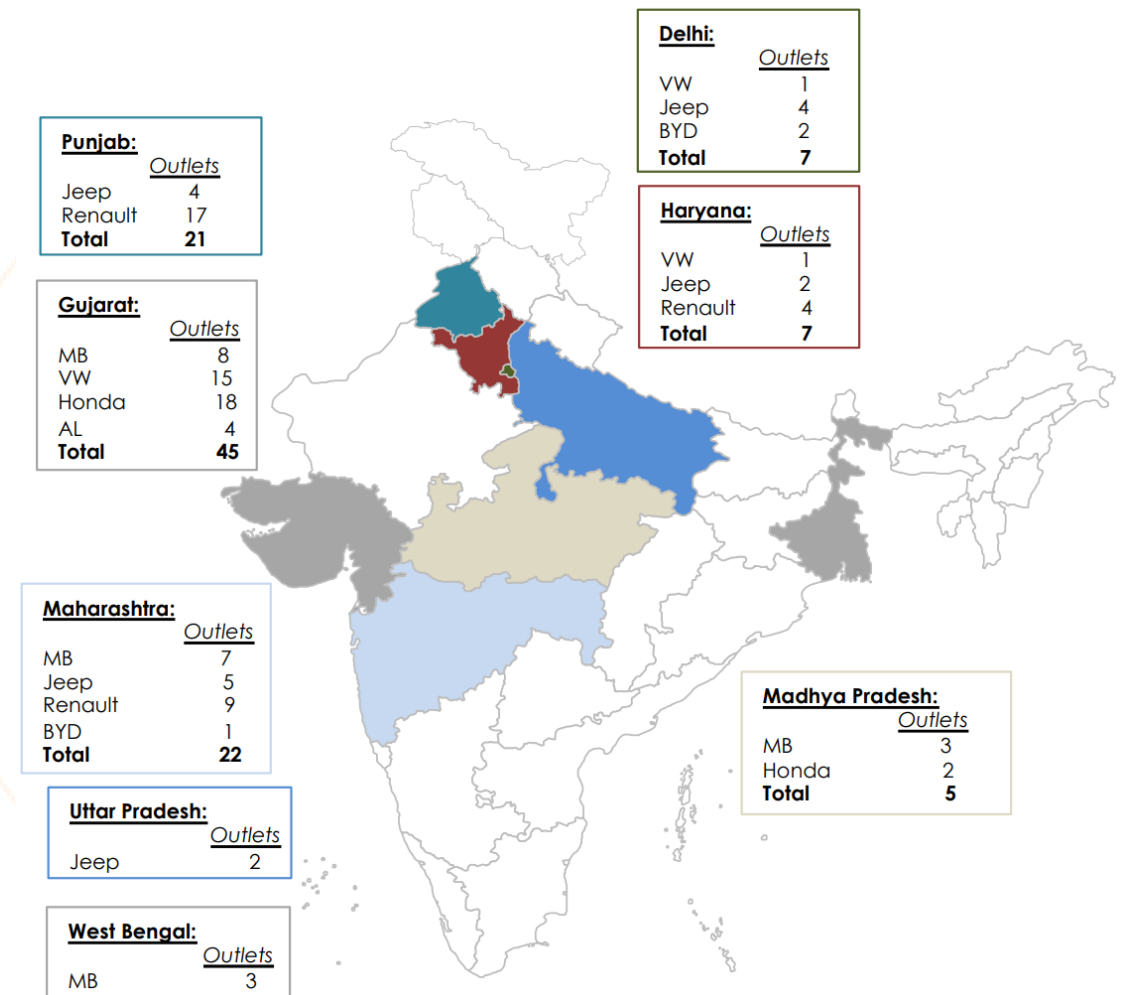 Delhi:
Outlets
VW 1
Jeep 4
BYD 2
Total 7
Punjab:
Outlets
Jeep 4
Renault 17
Total 21
Haryana:
Outlets
VW 1
Jeep 2
Renault 4
Total 7
Gujarat:
Outlets
MB 8
VW 15
Honda 18
AL 4
Total 45
Maharashtra:
Outlets
MB 7
Jeep 5
Renault 9
BYD 1
Total 22
Madhya Pradesh:
Outlets
MB 3
Honda 2
Total 5
Uttar Pradesh:
Outlets
Jeep 2
West Bengal:
Outlets
MB 3